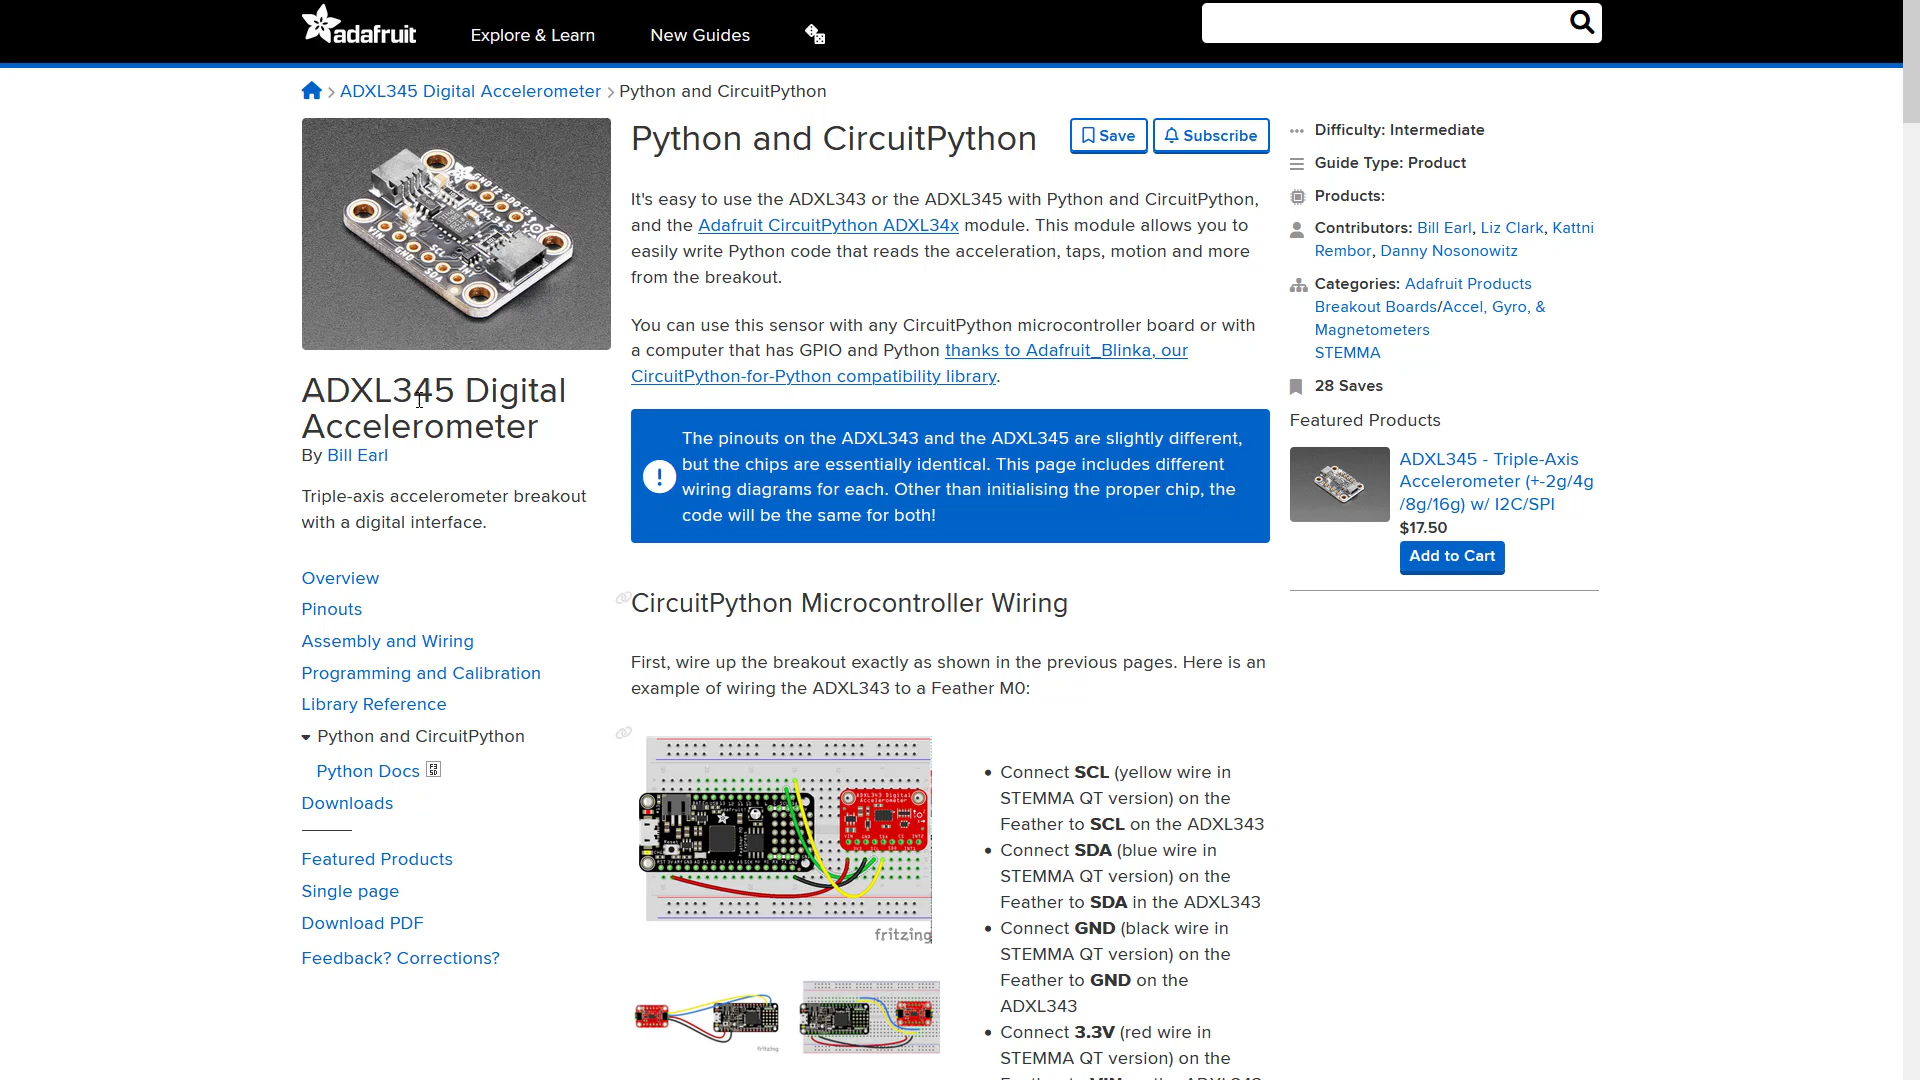 adafruit
Explore & Learn
New Guides
ADXL345 Digital Accelerometer
Python and CircuitPython
ADXL345 Digital
Accelerometer
By Bill Earl
Triple-axis accelerometer breakout
with a digital interface.
Overview
Pinouts
Assembly and Wiring
Programming and Calibration
Library Reference
Python and CircuitPython
Python Docs
Downloads
Featured Products
Single page
Download PDF
Feedback? Corrections?
Python and CircuitPython
Save
Subscribe
It's easy to use the ADXL343 or the ADXL345 with Python and CircuitPython,
and the Adafruit CircuitPython ADXL34x module. This module allows you to
easily write Python code that reads the acceleration, taps, motion and more
from the breakout.
You can use this sensor with any CircuitPython microcontroller board or with
a computer that has GPIO and Python thanks to Adafruit_Blinka, our
CircuitPython-for-Python compatibility library.
The pinouts on the ADXL343 and the ADXL345 are slightly different,
but the chips are essentially identical. This page includes different
wiring diagrams for each. Other than initialising the proper chip, the
code will be the same for both!
CircuitPython Microcontroller Wiring
First, wire up the breakout exactly as shown in the previous pages. Here is an
example of wiring the ADXL343 to a Feather M0:
ADXL343 Digital
Accelerometer
fritzing
fritzing
Connect SCL (yellow wire in
STEMMA QT version) on the
Feather to SCL on the ADXL343
Connect SDA (blue wire in
STEMMA QT version) on the
Feather to SDA in the ADXL343
Connect GND (black wire in
STEMMA QT version) on the
Feather to GND on the
ADXL343
Connect 3.3V (red wire in
STEMMA QT version) on the
Feather to VIN on the ADXL343
Difficulty: Intermediate
Guide Type: Product
Products:
Contributors: Bill Earl, Liz Clark, Kattni
Rembor, Danny Nosonowitz
Categories: Adafruit Products
Breakout Boards/Accel, Gyro, &
Magnetometers
STEMMA
28 Saves
Featured Products
ADXL345 - Triple-Axis
Accelerometer (+-2g/4g
/8g/16g) w/ I2C/SPI
$17.50
Add to Cart